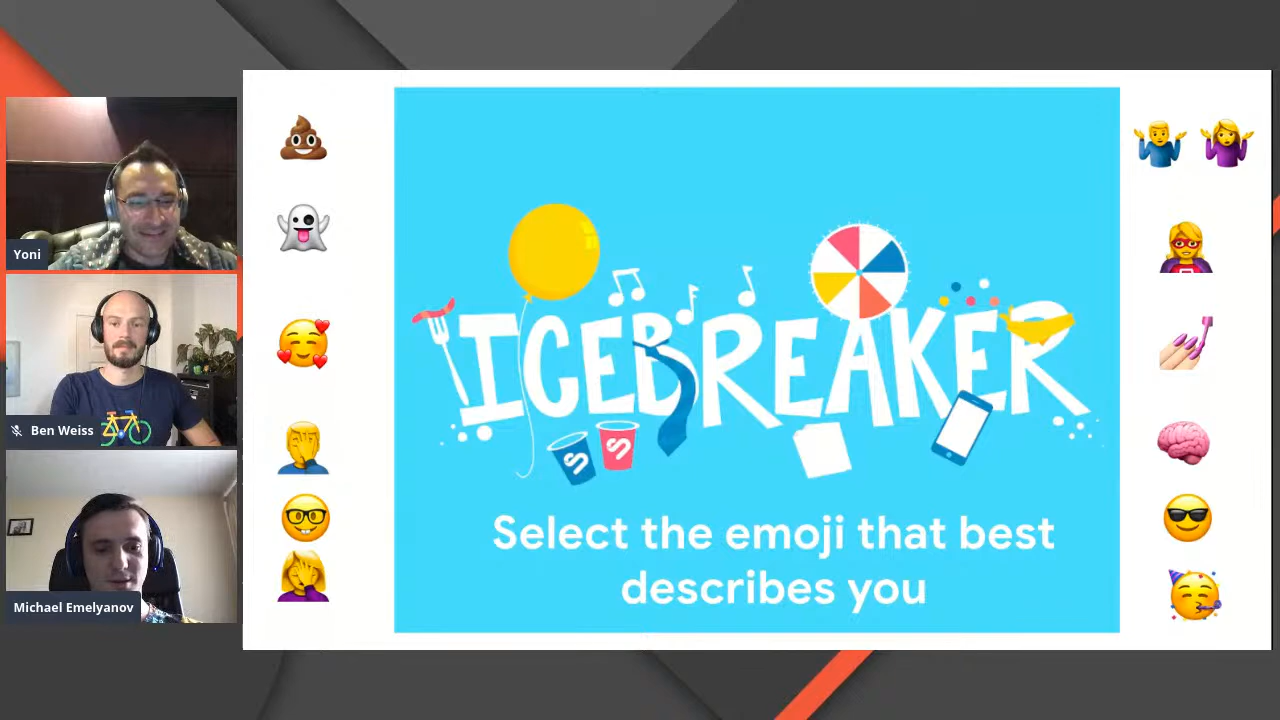 Yoni
Ben Weiss
Michael Emelyanov
ICEBREAKER
Select the emoji that best
describes you